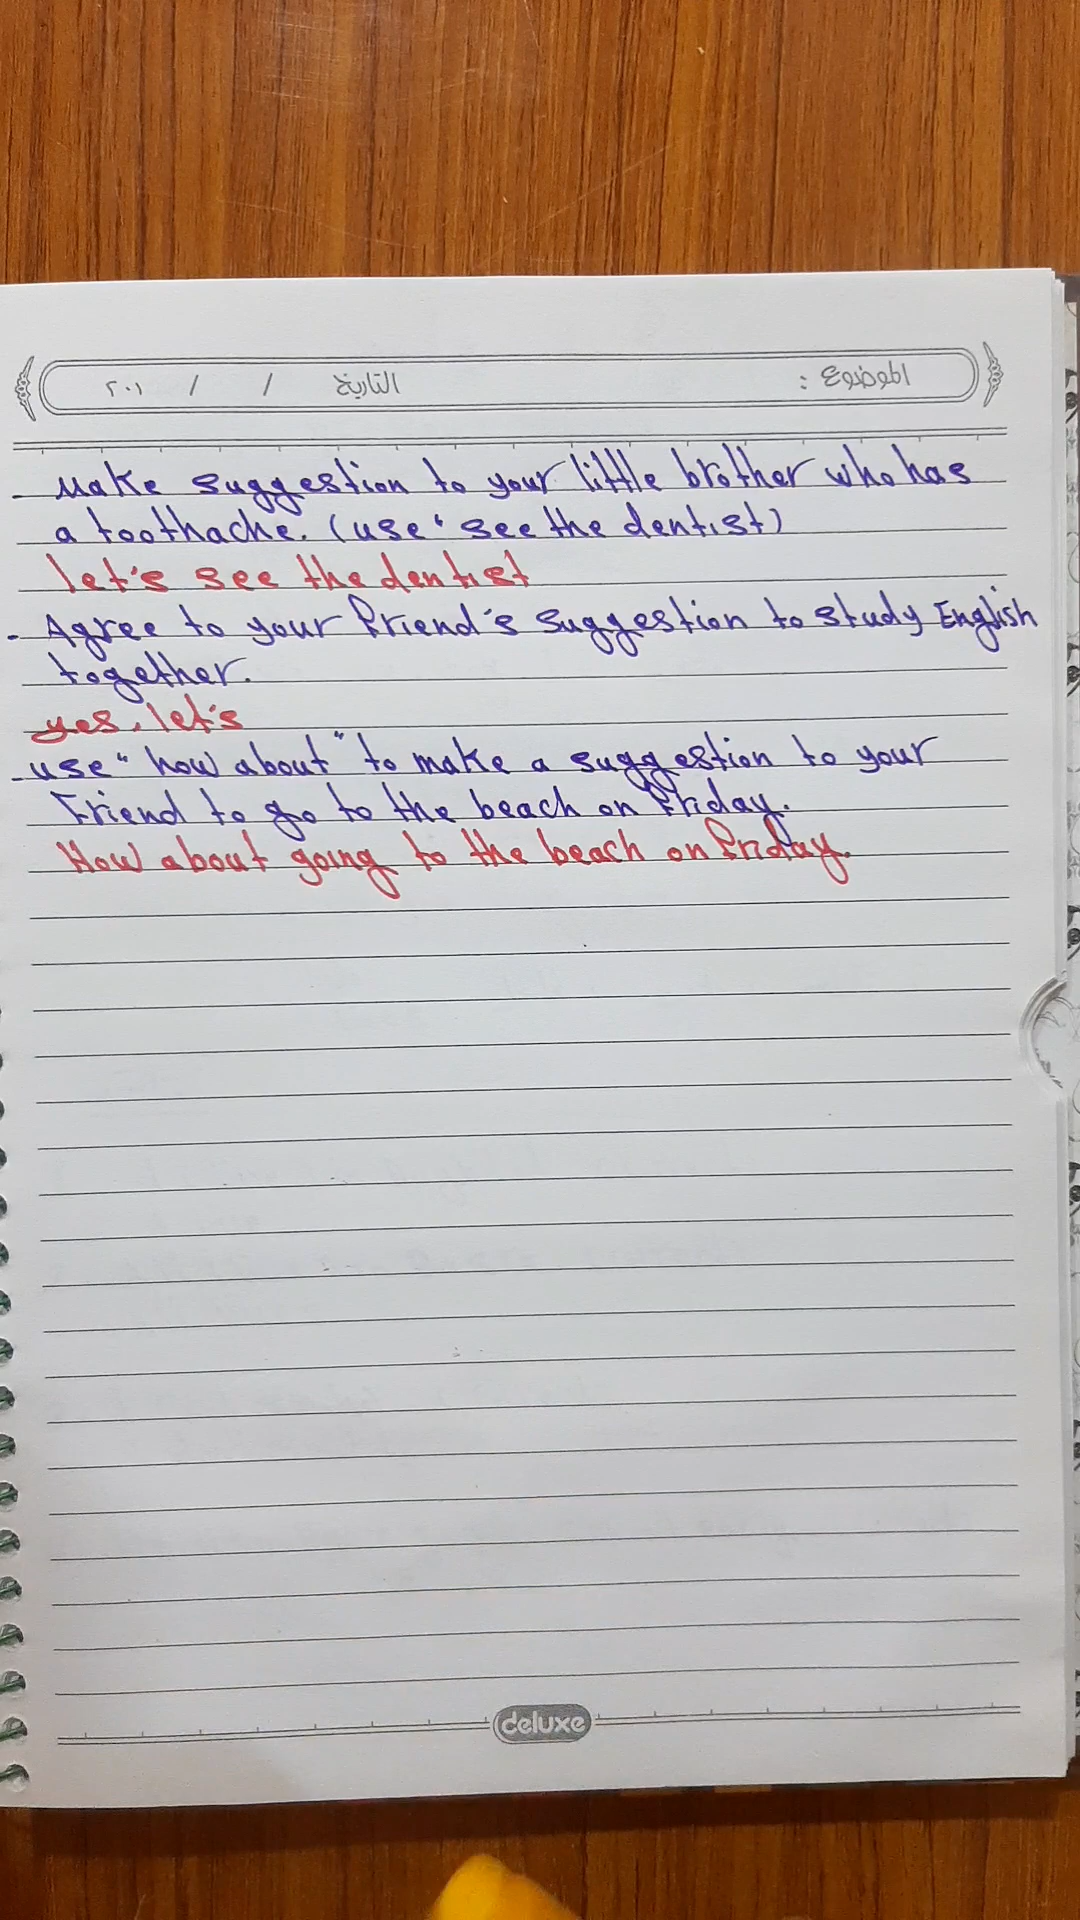 الموضوع :
التاريخ / / ٢٠١
- Make suggestion to your little brother who has
a toothache. (use " see the dentist)
let's see the dentist
- Agree to your friend's suggestion to study English
together.
yes, let's
- use " how about " to make a suggestion to your
Friend to go to the beach on Friday.
How about going to the beach on friday.
deluxe